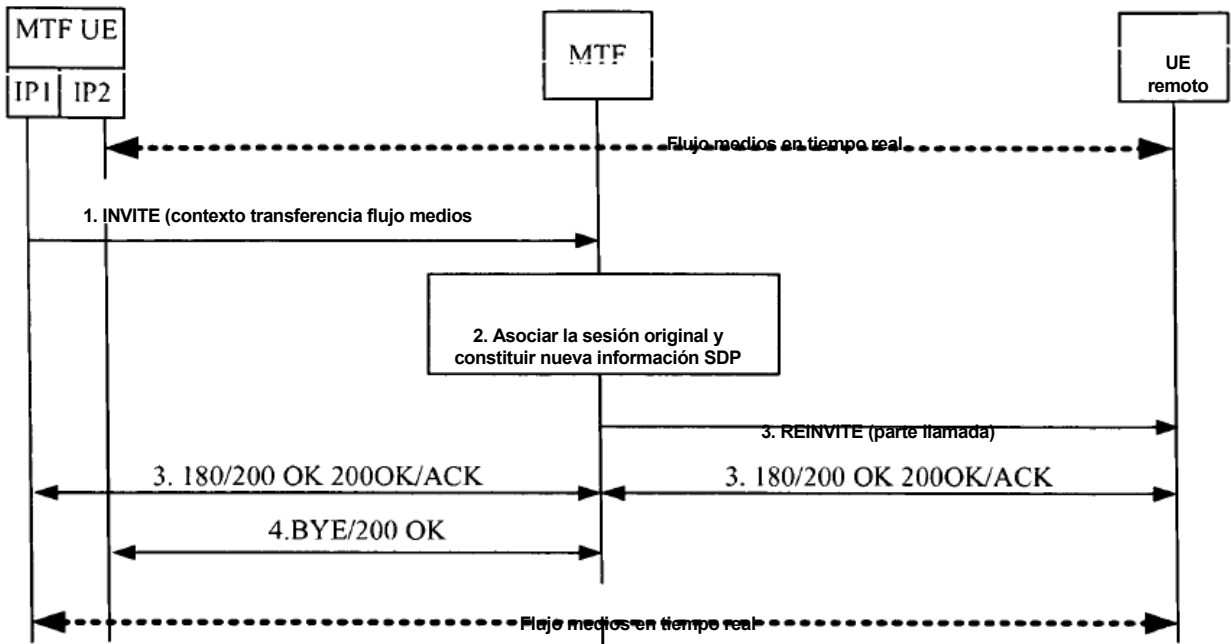 MTF UE
IP1 IP2
MTF
UE
remoto
Flujo medios en tiempo real
1. INVITE (contexto transferencia flujo medios
2. Asociar la sesión original y
constituir nueva información SDP
3. REINVITE (parte llamada)
3. 180/200 OK 200OK/ACK
3. 180/200 OK 200OK/ACK
4.BYE/200 OK
Flujo medios en tiempo real